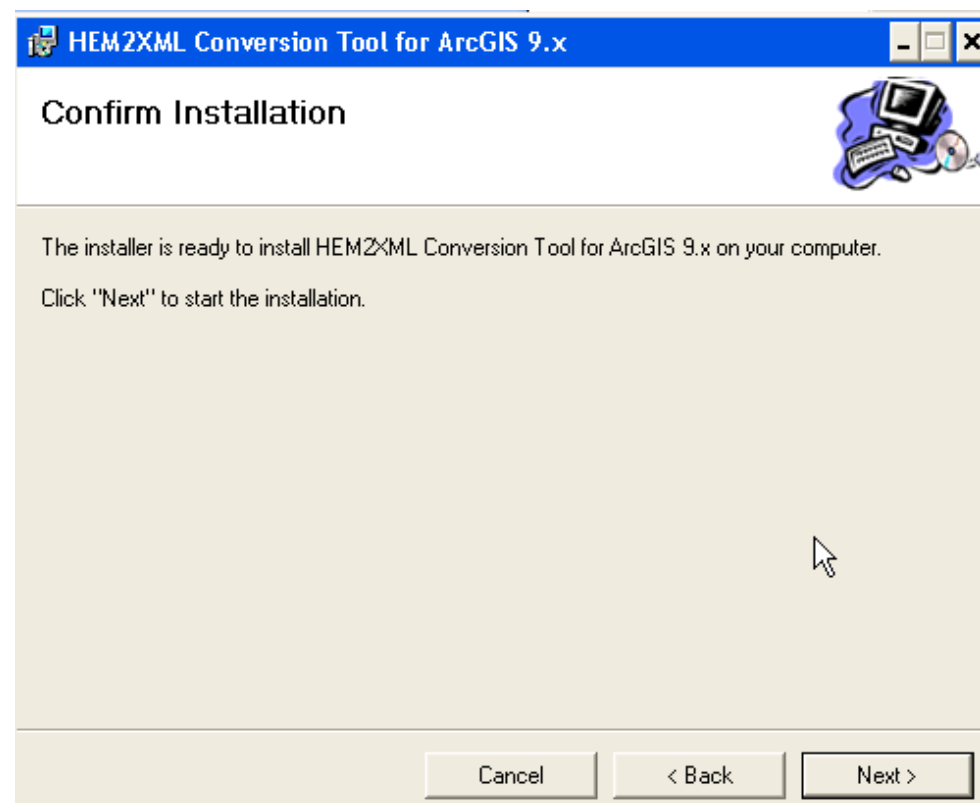 HEM2XML Conversion Tool for ArcGIS 9.x
Confirm Installation
The installer is ready to install HEM2XML Conversion Tool for ArcGIS 9.x on your computer.
Click "Next" to start the installation.
Cancel
< Back
Next >